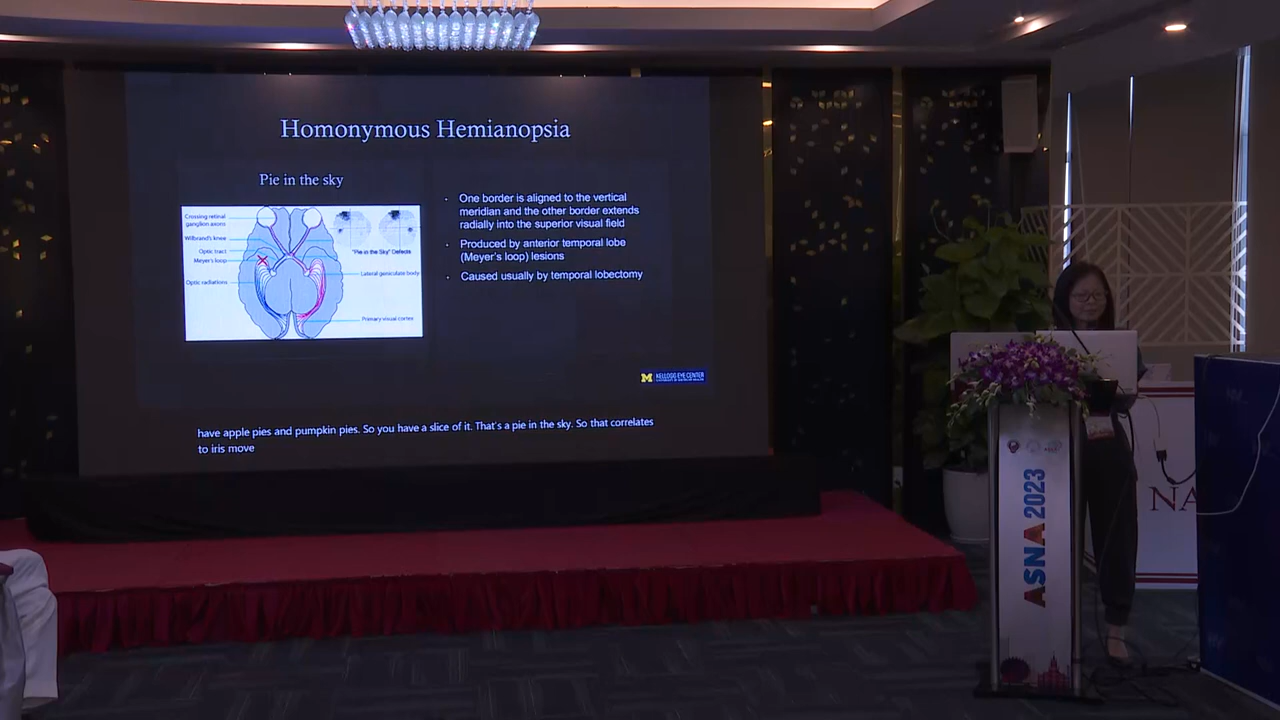 Homonymous Hemianopsia
Pie in the sky
Crossing retinal
ganglion axons
Wilbrand's knee
Optic tract
Meyer's loop
Optic radiations
"Pie in the Sky" Defects
Lateral geniculate body
Primary visual cortex
· One border is aligned to the vertical
meridian and the other border extends
radially into the superior visual field
· Produced by anterior temporal lobe
(Meyer's loop) lesions
· Caused usually by temporal lobectomy
M KELLOGG EYE CENTER
have apple pies and pumpkin pies. So you have a slice of it. That's a pie in the sky. So that correlates
to iris move
ASNA 2023
NA